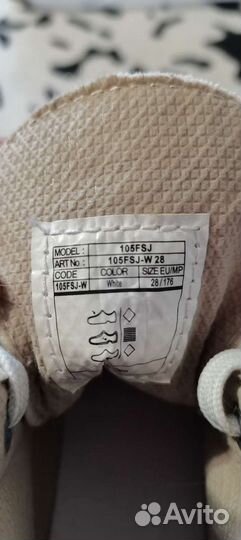 MODEL: 105FSJ
ART No: 105FSJ-W 28
CODE COLOR SIZE EU/MP
105FSJ-W White 28/176
Avito